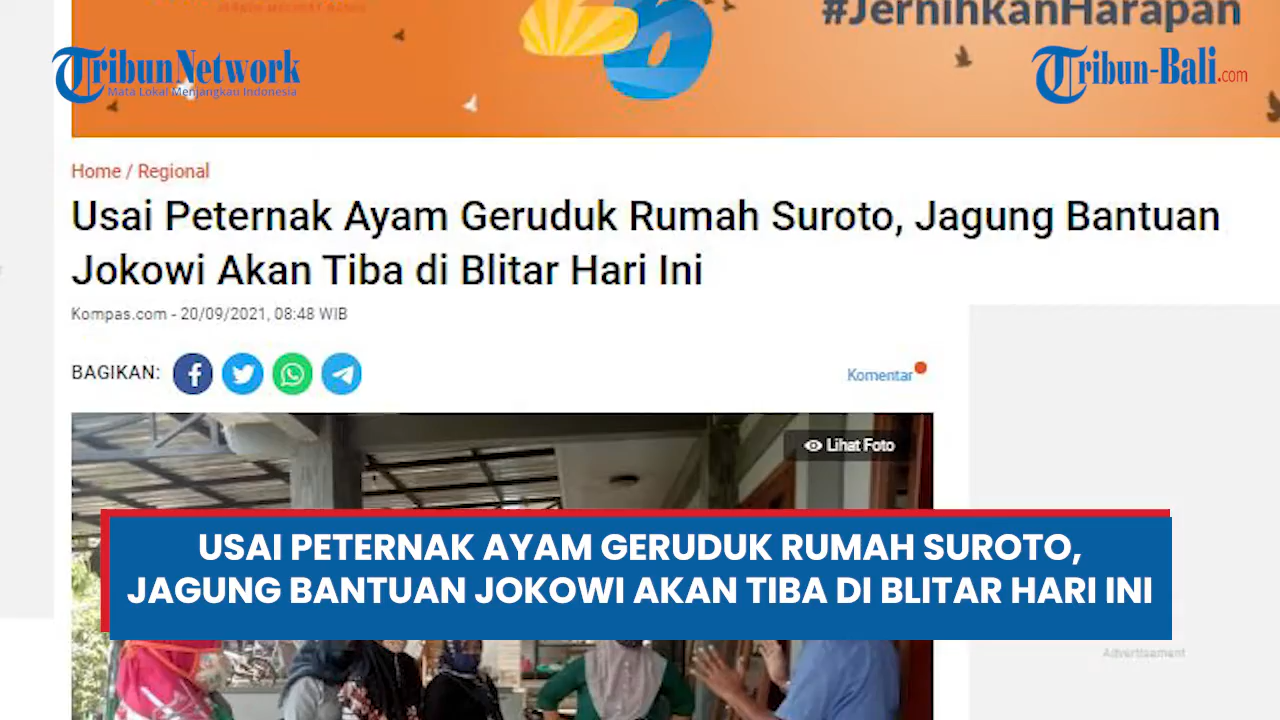 #JernihkanHarapan
TribunNetwork
Mata Lokal Menjangkau Indonesia
Tribun-Bali.com
Home / Regional
Usai Peternak Ayam Geruduk Rumah Suroto, Jagung Bantuan
Jokowi Akan Tiba di Blitar Hari Ini
Kompas.com - 20/09/2021, 08:48 WIB
BAGIKAN:
Komentar
Lihat Foto
USAI PETERNAK AYAM GERUDUK RUMAH SUROTO,
JAGUNG BANTUAN JOKOWI AKAN TIBA DI BLITAR HARI INI
Advertisement